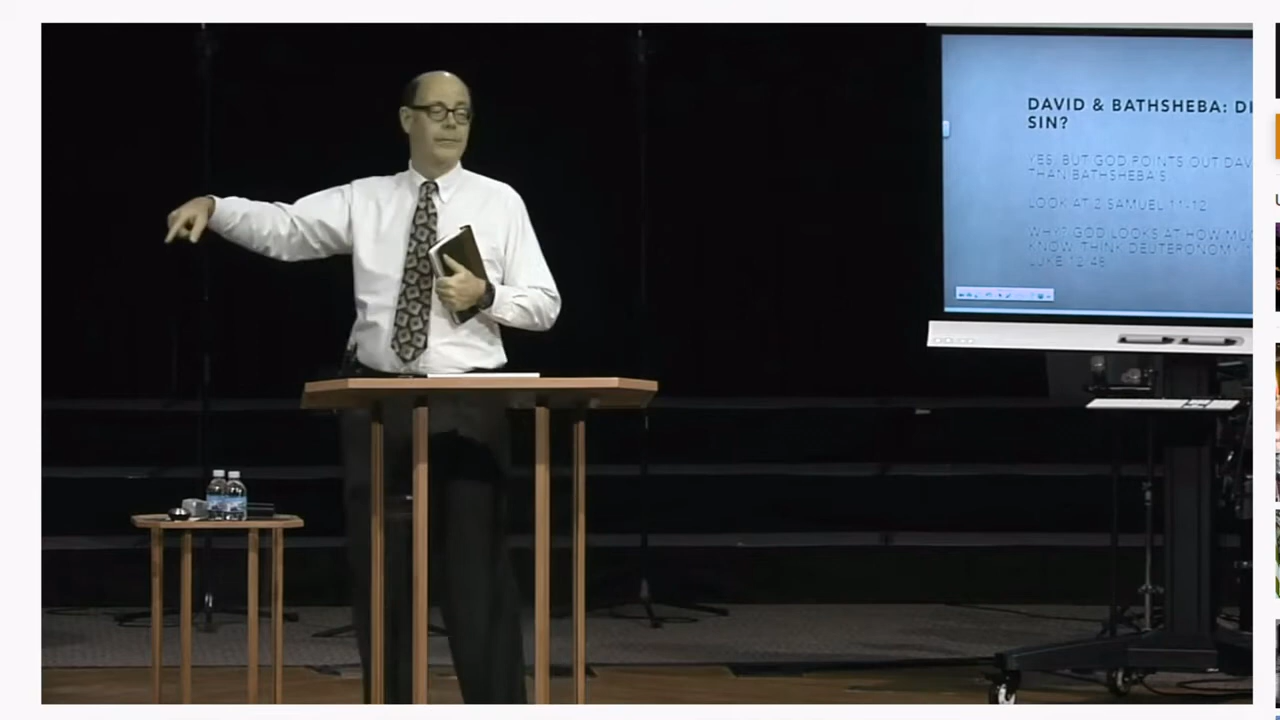 DAVID & BATHSHEBA: DI
SIN?
YES, BUT GOD POINTS OUT DAV
THAN BATHSHEBA'S
LOOK AT 2 SAMUEL 11-12
WHY? GOD LOOKS AT HOW MUC
KNOW. THINK DEUTERONOMY 1
LUKE 12:48